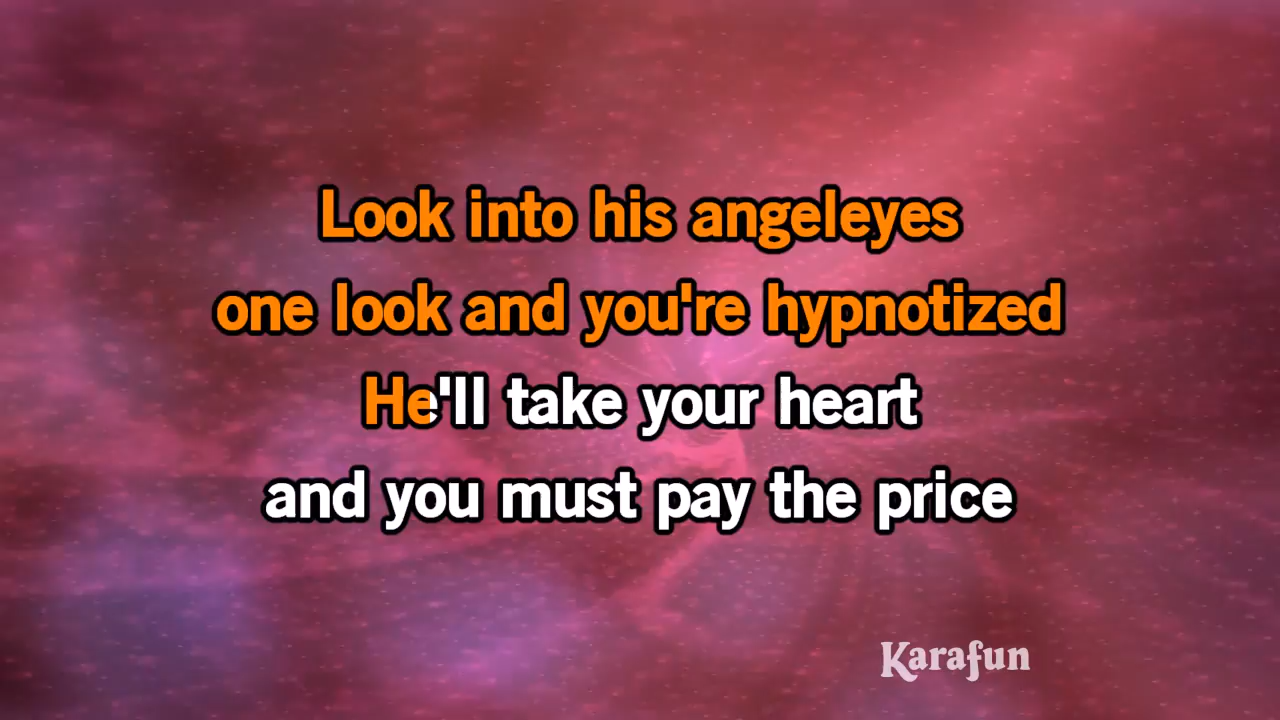 Look into his angeleyes
one look and you're hypnotized
He'll take your heart
and you must pay the price
Karafun